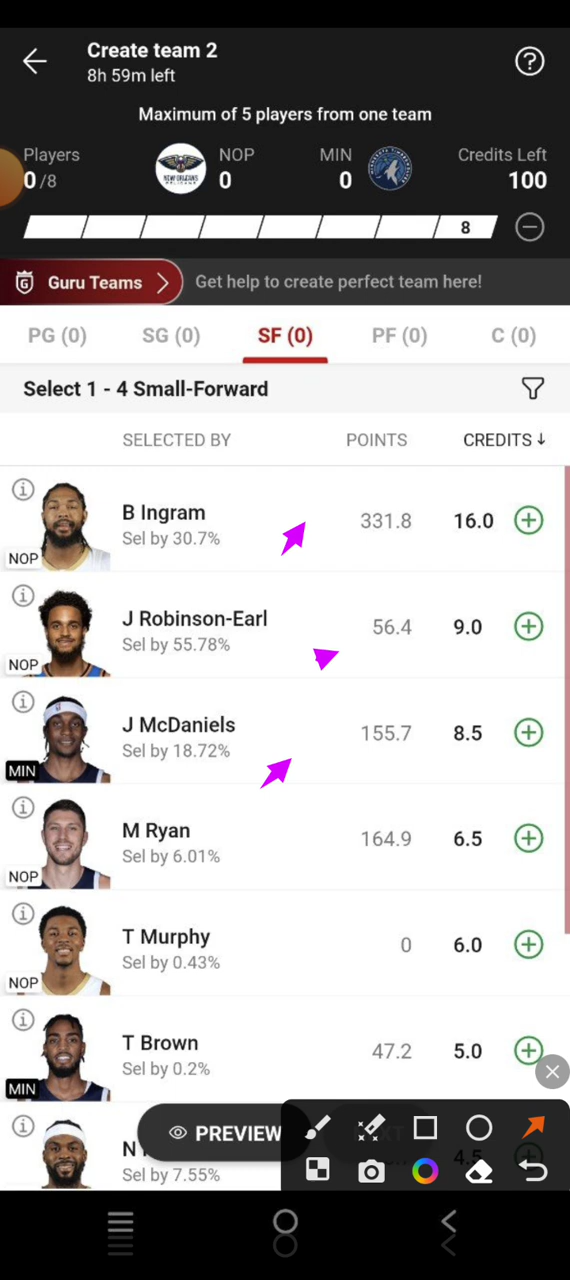 Create team 2
8h 59m left
Maximum of 5 players from one team
Players NOP MIN Credits Left
0/8 0 0 100
8
Guru Teams Get help to create perfect team here!
PG (0) SG (0) SF (0) PF (0) C (0)
Select 1 - 4 Small-Forward
SELECTED BY POINTS CREDITS
B Ingram 331.8 16.0
Sel by 30.7%
NOP
J Robinson-Earl 56.4 9.0
Sel by 55.78%
NOP
J McDaniels 155.7 8.5
Sel by 18.72%
MIN
M Ryan 164.9 6.5
Sel by 6.01%
NOP
T Murphy 0 6.0
Sel by 0.43%
NOP
T Brown 47.2 5.0
Sel by 0.2%
MIN
PREVIEW
N 4.5
Sel by 7.55%